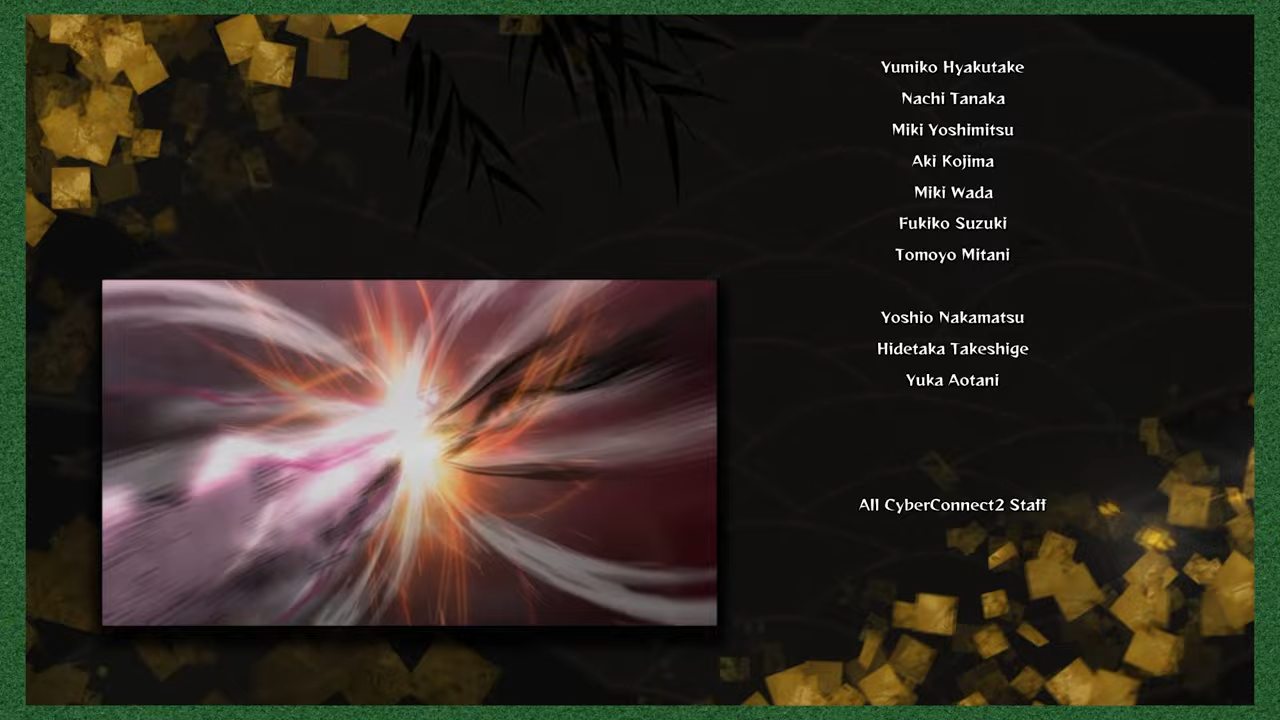 Yumiko Hyakutake
Nachi Tanaka
Miki Yoshimitsu
Aki Kojima
Miki Wada
Fukiko Suzuki
Tomoyo Mitani
Yoshio Nakamatsu
Hidetaka Takeshige
Yuka Aotani
All CyberConnect2 Staff